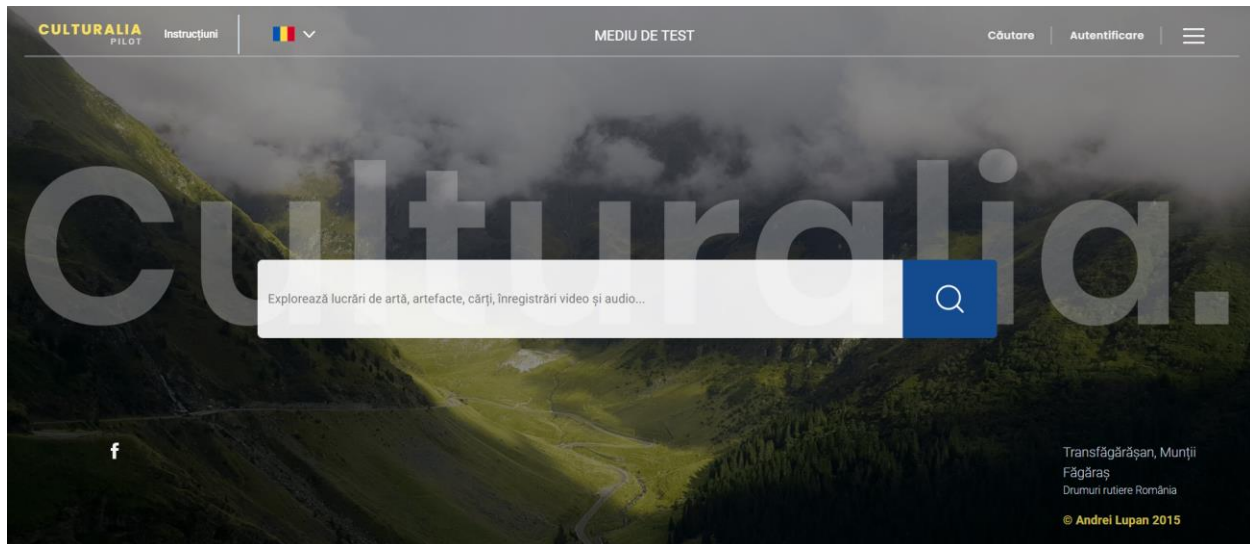 CULTURALIA
PILOT
Instrucțiuni
MEDIU DE TEST
Căutare
Autentificare
Culturalia.
Explorează lucrări de artă, artefacte, cărți, înregistrări video și audio...
f
Transfăgărășan, Munții
Făgăraș
Drumuri rutiere România
© Andrei Lupan 2015